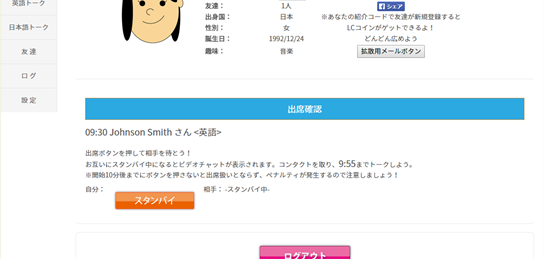 英語トーク
日本語トーク
友 達
ロ グ
設 定
友達： 1人
出身国： 日本
性別： 女
誕生日： 1992/12/24
趣味： 音楽
シェア
※あなたの紹介コードで友達が新規登録すると
LCコインがゲットできるよ！
どんどん広めよう
拡散用メールボタン
出席確認
09:30 Johnson Smith さん <英語>
出席ボタンを押して相手を待とう！
お互いにスタンバイ中になるとビデオチャットが表示されます。コンタクトを取り、9:55までトークしよう。
※開始10分後までにボタンを押さないと出席扱いとならず、ペナルティが発生するので注意しましょう！
自分： スタンバイ 相手： -スタンバイ中-
ログアウト